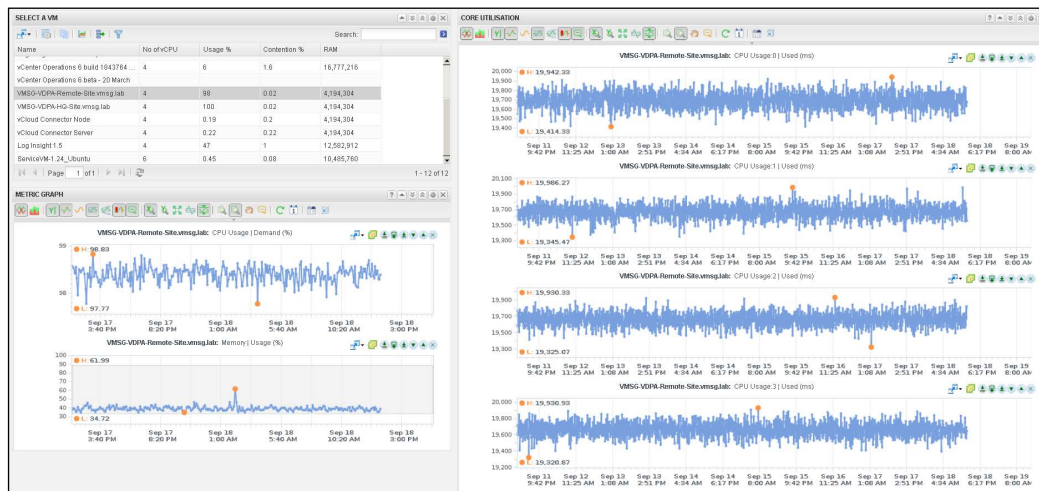 SELECT A VM
Search:
Name No of vCPU Usage % Contention % RAM
vCenter Operations 6 build 1843764 ... 4 6 1.6 16,777,216
vCenter Operations 6 beta - 20 March
VMSG-VDPA-Remote-Site.vmsg.lab 4 98 0.02 4,194,304
VMSG-VDPA-HQ-Site.vmsg.lab 4 100 0.02 4,194,304
vCloud Connector Node 4 0.19 0.2 4,194,304
vCloud Connector Server 4 0.22 0.22 4,194,304
Log Insight 1.5 4 47 1 12,582,912
ServiceVM-1.24_Ubuntu 6 0.45 0.08 10,485,760
Page 1 of 1
1 - 12 of 12
METRIC GRAPH
VMSG-VDPA-Remote-Site.vmsg.lab: CPU Usage | Demand (%)
99
H: 98.83
98
L: 97.77
Sep 17 Sep 17 Sep 18 Sep 18 Sep 18 Sep 18
3:40 PM 8:20 PM 1:00 AM 5:40 AM 10:20 AM 3:00 PM
VMSG-VDPA-Remote-Site.vmsg.lab: Memory | Usage (%)
100
H: 61.99
90
80
70
60
50
40
30
L: 34.72
Sep 17 Sep 17 Sep 18 Sep 18 Sep 18 Sep 18
3:40 PM 8:20 PM 1:00 AM 5:40 AM 10:20 AM 3:00 PM
CORE UTILISATION
VMSG-VDPA-Remote-Site.vmsg.lab: CPU Usage:0 | Used (ms)
20,000
H: 19,942.33
19,900
19,800
19,700
19,600
19,500
19,400
L: 19,414.33
Sep 11 Sep 12 Sep 13 Sep 13 Sep 14 Sep 14 Sep 15 Sep 15 Sep 16 Sep 17 Sep 17 Sep 18 Sep 18 Sep 19
9:42 PM 11:25 AM 1:08 AM 2:51 PM 4:34 AM 6:17 PM 8:00 AM 9:42 PM 11:25 AM 1:08 AM 2:51 PM 4:34 AM 6:17 PM 8:00 AM
VMSG-VDPA-Remote-Site.vmsg.lab: CPU Usage:1 | Used (ms)
20,100
H: 19,986.27
19,900
19,700
19,500
19,300
L: 19,345.47
Sep 11 Sep 12 Sep 13 Sep 13 Sep 14 Sep 14 Sep 15 Sep 15 Sep 16 Sep 17 Sep 17 Sep 18 Sep 18 Sep 19
9:42 PM 11:25 AM 1:08 AM 2:51 PM 4:34 AM 6:17 PM 8:00 AM 9:42 PM 11:25 AM 1:08 AM 2:51 PM 4:34 AM 6:17 PM 8:00 AM
VMSG-VDPA-Remote-Site.vmsg.lab: CPU Usage:2 | Used (ms)
H: 19,930.33
19,900
19,700
19,500
19,300
L: 19,325.07
Sep 11 Sep 12 Sep 13 Sep 13 Sep 14 Sep 14 Sep 15 Sep 15 Sep 16 Sep 17 Sep 17 Sep 18 Sep 18 Sep 19
9:42 PM 11:25 AM 1:08 AM 2:51 PM 4:34 AM 6:17 PM 8:00 AM 9:42 PM 11:25 AM 1:08 AM 2:51 PM 4:34 AM 6:17 PM 8:00 AM
VMSG-VDPA-Remote-Site.vmsg.lab: CPU Usage:3 | Used (ms)
20,000
H: 19,930.93
19,800
19,600
19,400
L: 19,320.87
19,200
Sep 11 Sep 12 Sep 13 Sep 13 Sep 14 Sep 14 Sep 15 Sep 15 Sep 16 Sep 17 Sep 17 Sep 18 Sep 18 Sep 19
9:42 PM 11:25 AM 1:08 AM 2:51 PM 4:34 AM 6:17 PM 8:00 AM 9:42 PM 11:25 AM 1:08 AM 2:51 PM 4:34 AM 6:17 PM 8:00 AM